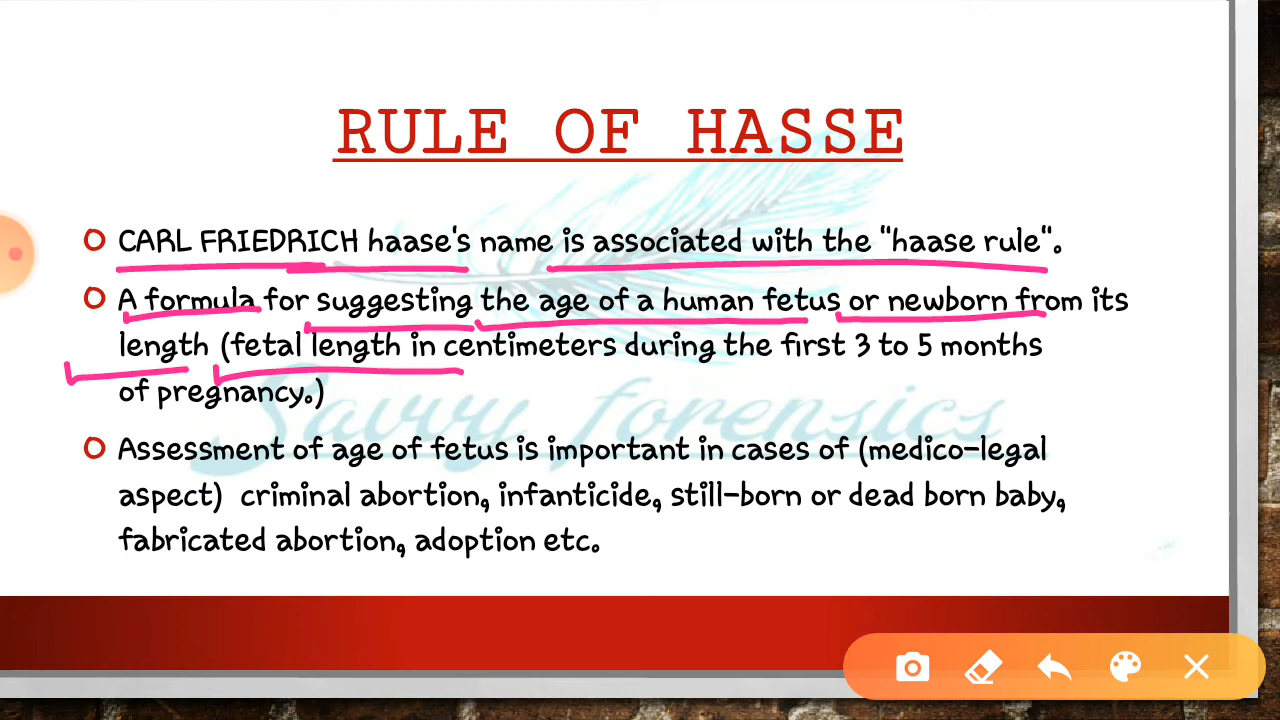 RULE OF HASSE
CARL FRIEDRICH haase's name is associated with the "haase rule".
A formula for suggesting the age of a human fetus or newborn from its
length (fetal length in centimeters during the first 3 to 5 months
of pregnancy.)
Savvy forensics
Assessment of age of fetus is important in cases of (medico-legal
aspect) criminal abortion, infanticide, still-born or dead born baby,
fabricated abortion, adoption etc.